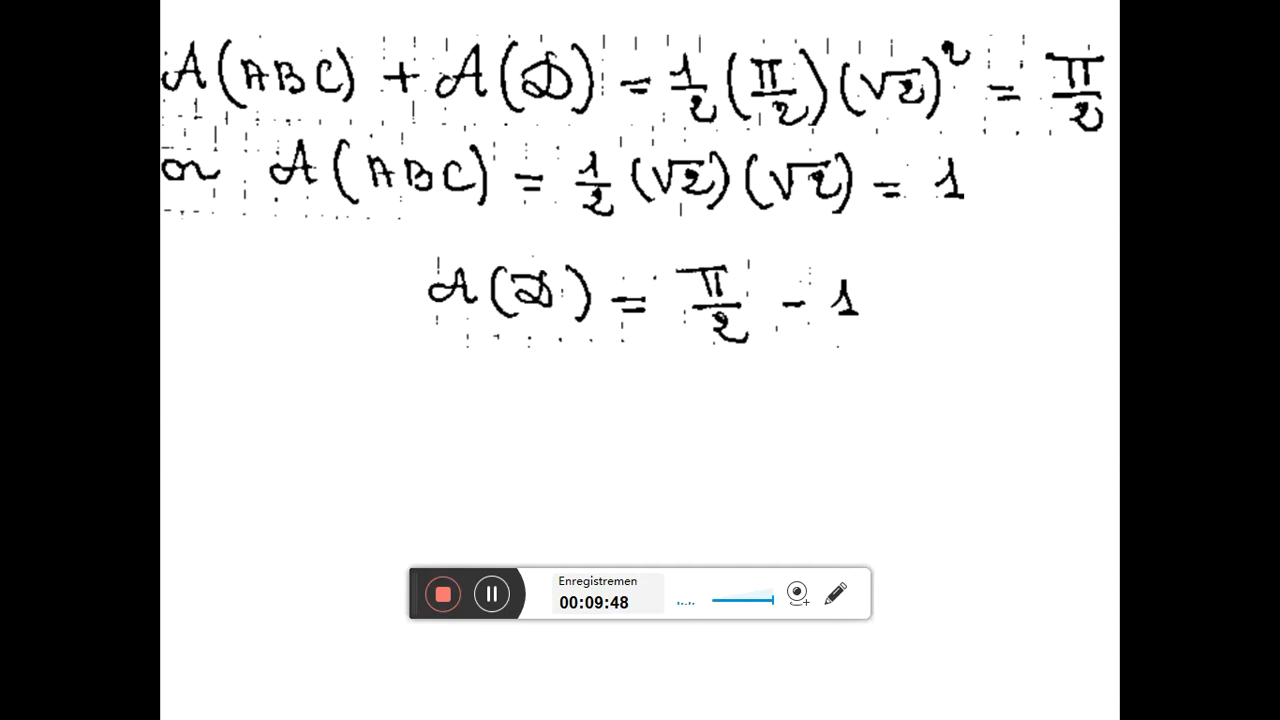 A(ABC) + A(D) = 1/2 (π/2) (√2)² = π/2
or A(ABC) = 1/2 (√2) (√2) = 1
A(D) = π/2 - 1
Enregistremen
00:09:48